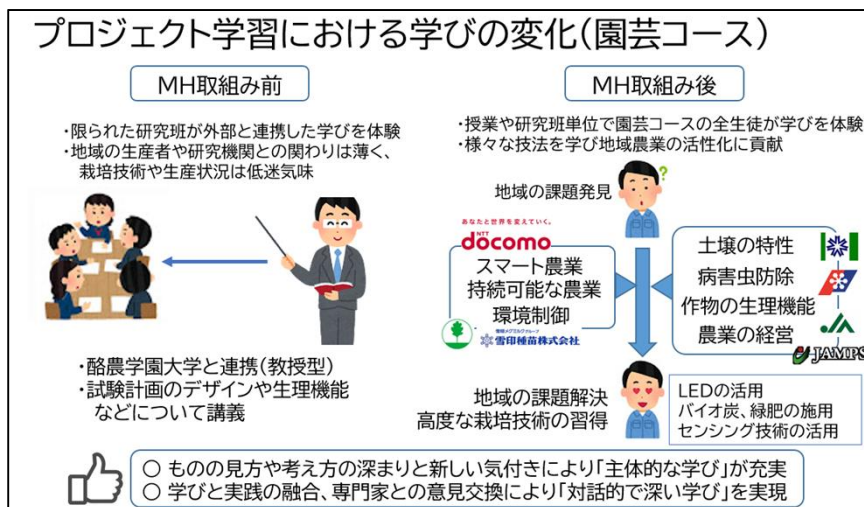 プロジェクト学習における学びの変化(園芸コース)
MH取組み前
・限られた研究班が外部と連携した学びを体験
・地域の生産者や研究機関との関わりは薄く、
栽培技術や生産状況は低迷気味
・酪農学園大学と連携(教授型)
・試験計画のデザインや生理機能
などについて講義
MH取組み後
・授業や研究班単位で園芸コースの全生徒が学びを体験
・様々な技法を学び地域農業の活性化に貢献
地域の課題発見
?
あなたと世界を変えていく。
NTT
docomo
スマート農業
持続可能な農業
環境制御
雪印メグミルクグループ
雪印種苗株式会社
土壌の特性
病害虫防除
作物の生理機能
農業の経営
JA
JAMPS
地域の課題解決
高度な栽培技術の習得
LEDの活用
バイオ炭、緑肥の施用
センシング技術の活用
○ ものの見方や考え方の深まりと新しい気付きにより「主体的な学び」が充実
○ 学びと実践の融合、専門家との意見交換により「対話的で深い学び」を実現